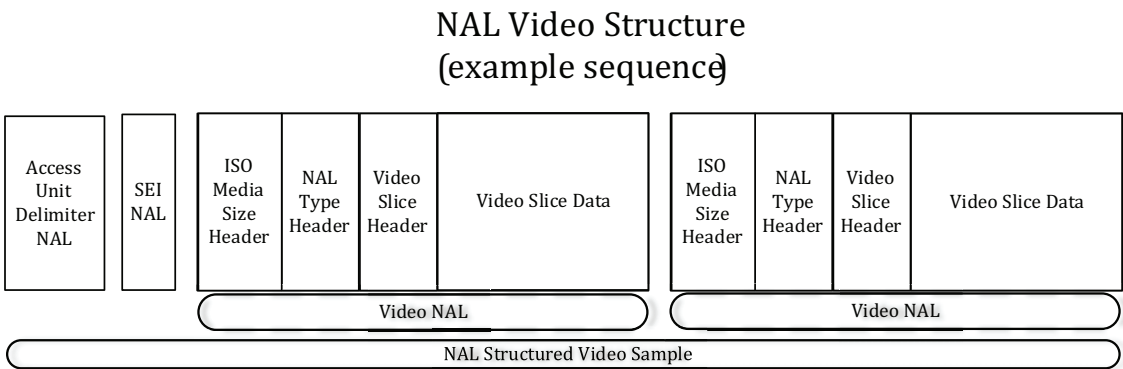 NAL Video Structure
(example sequence)
Access
Unit
Delimiter
NAL
SEI
NAL
ISO
Media
Size
Header
NAL
Type
Header
Video
Slice
Header
Video Slice Data
ISO
Media
Size
Header
NAL
Type
Header
Video
Slice
Header
Video Slice Data
Video NAL
Video NAL
NAL Structured Video Sample